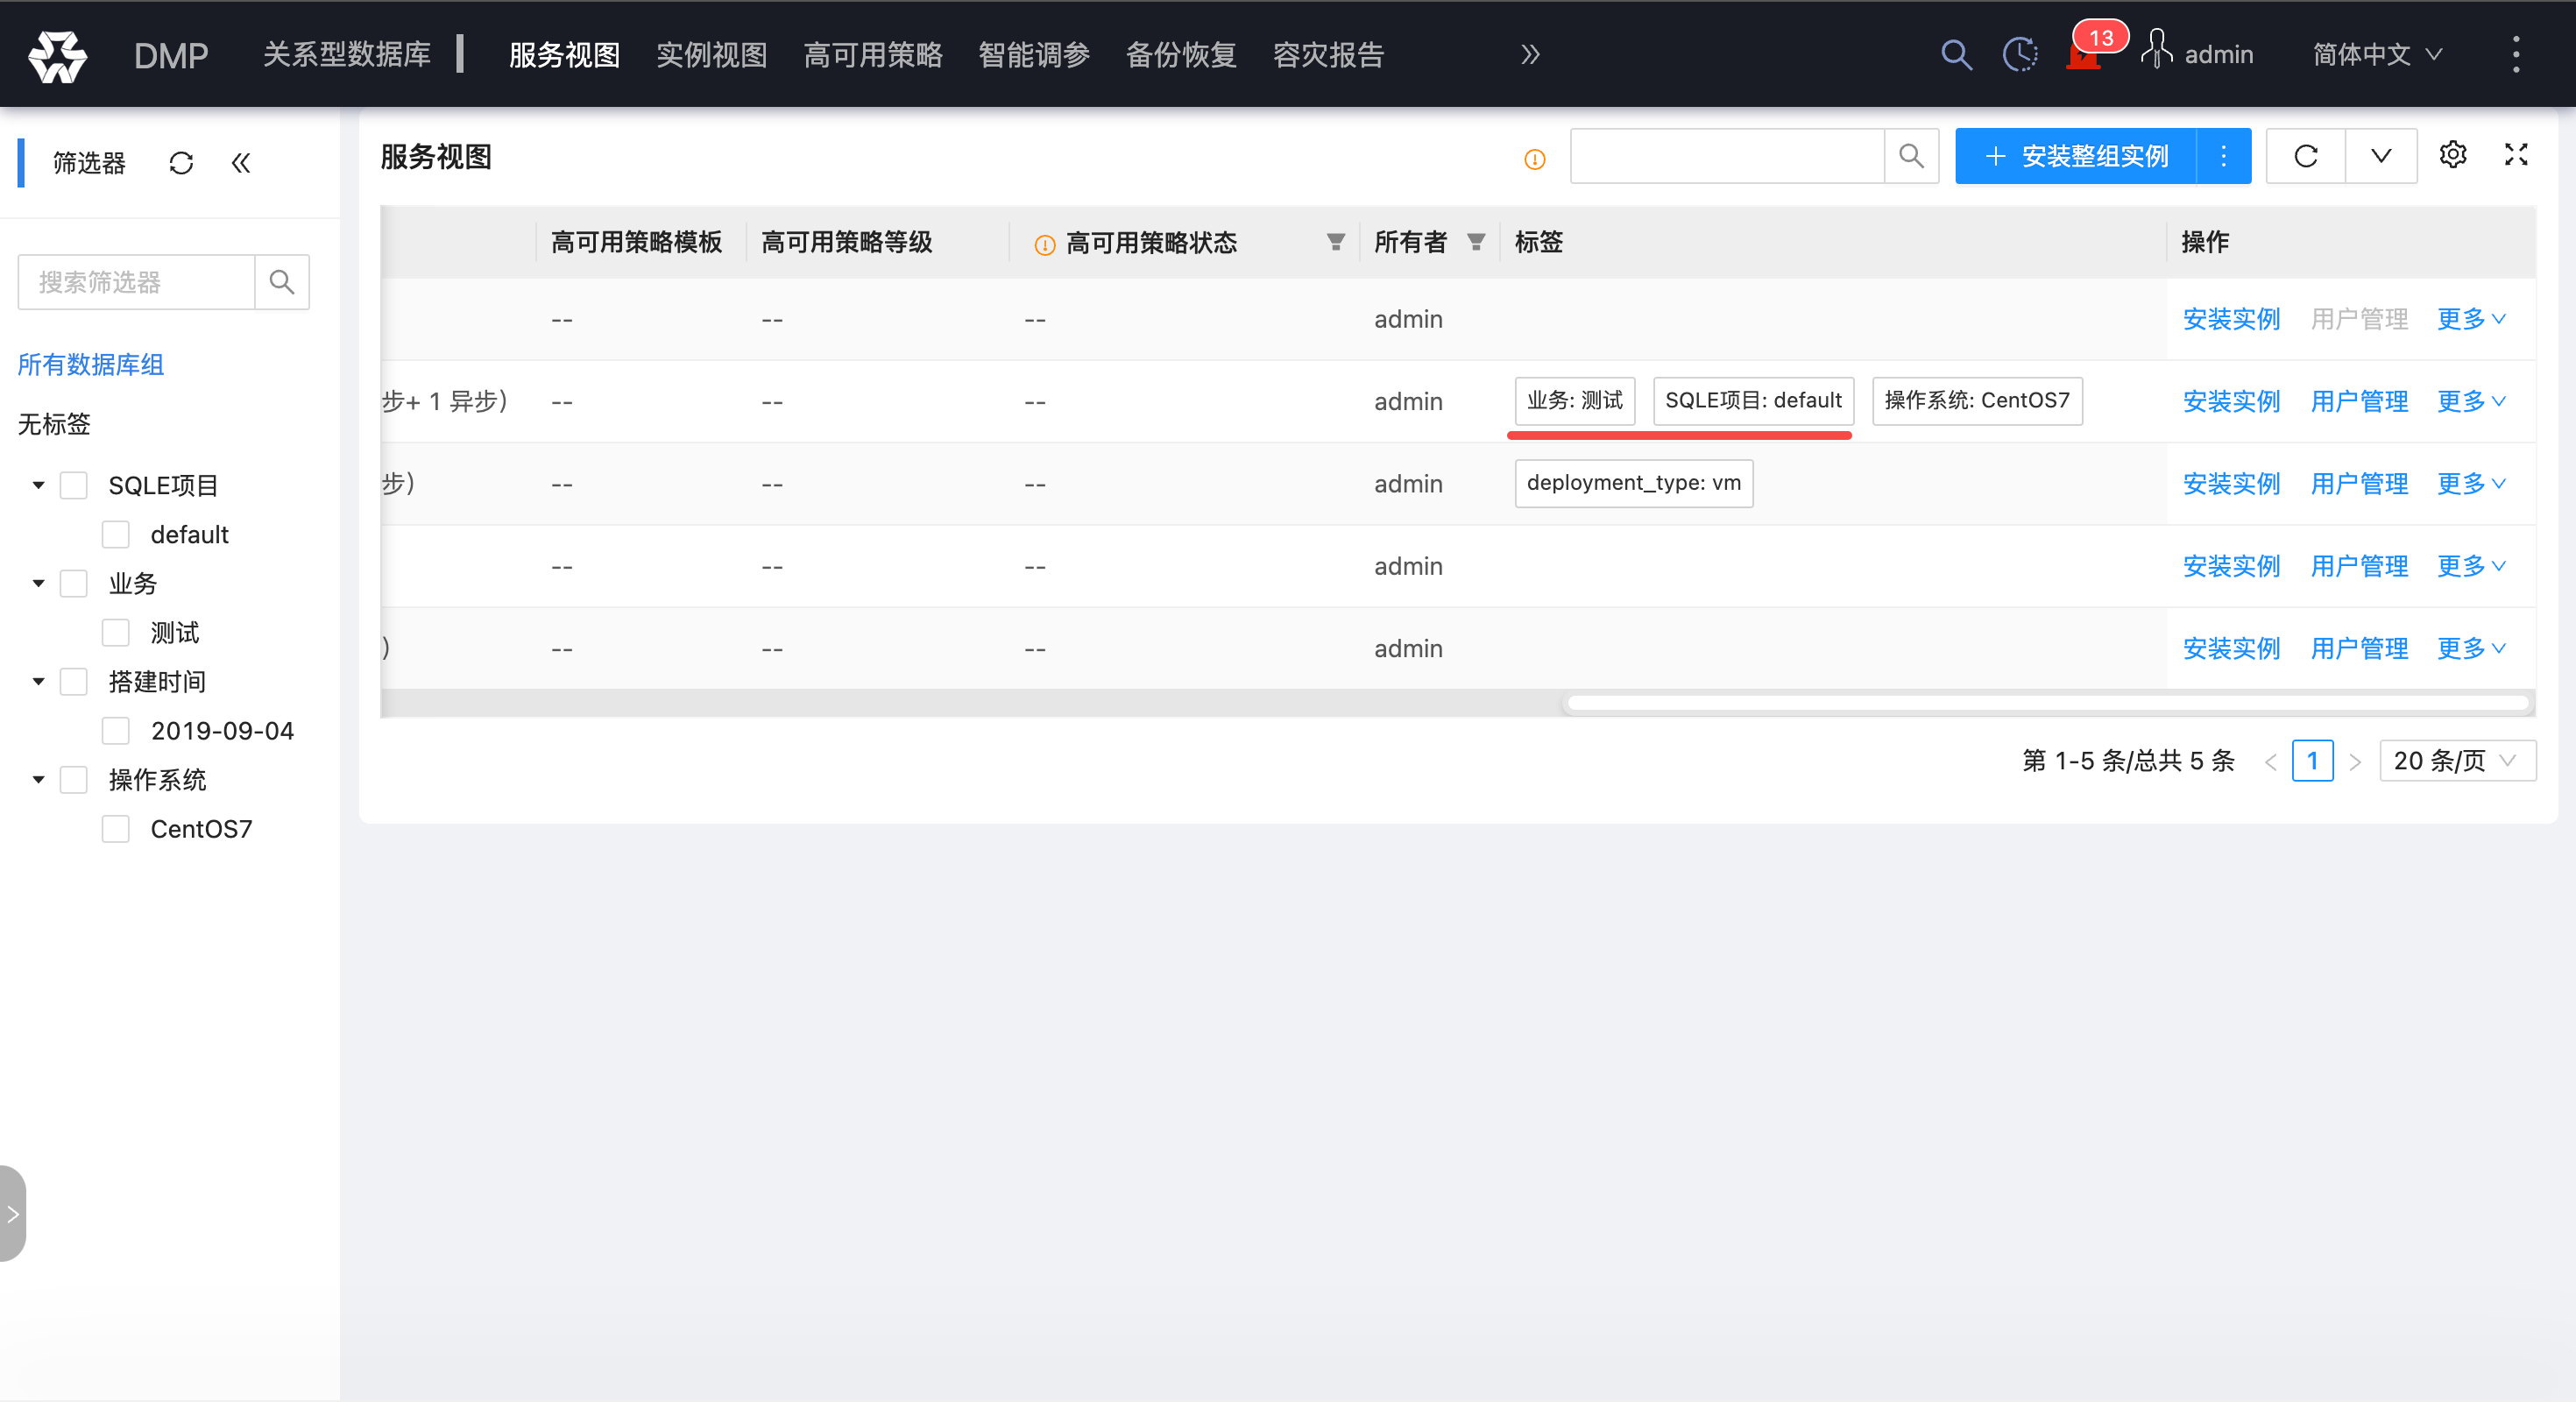 DMP 关系型数据库 服务视图 实例视图 高可用策略 智能调参 备份恢复 容灾报告 13 admin 简体中文
筛选器
搜索筛选器
所有数据库组
无标签
SQLE项目
default
业务
测试
搭建时间
2019-09-04
操作系统
CentOS7
服务视图 安装整组实例
高可用策略模板 高可用策略等级 高可用策略状态 所有者 标签 操作
-- -- -- admin 安装实例 用户管理 更多
步+ 1 异步) -- -- -- admin 业务: 测试 SQLE项目: default 操作系统: CentOS7 安装实例 用户管理 更多
步) -- -- -- admin deployment_type: vm 安装实例 用户管理 更多
-- -- -- admin 安装实例 用户管理 更多
) -- -- -- admin 安装实例 用户管理 更多
第 1-5 条/总共 5 条 1 20 条/页